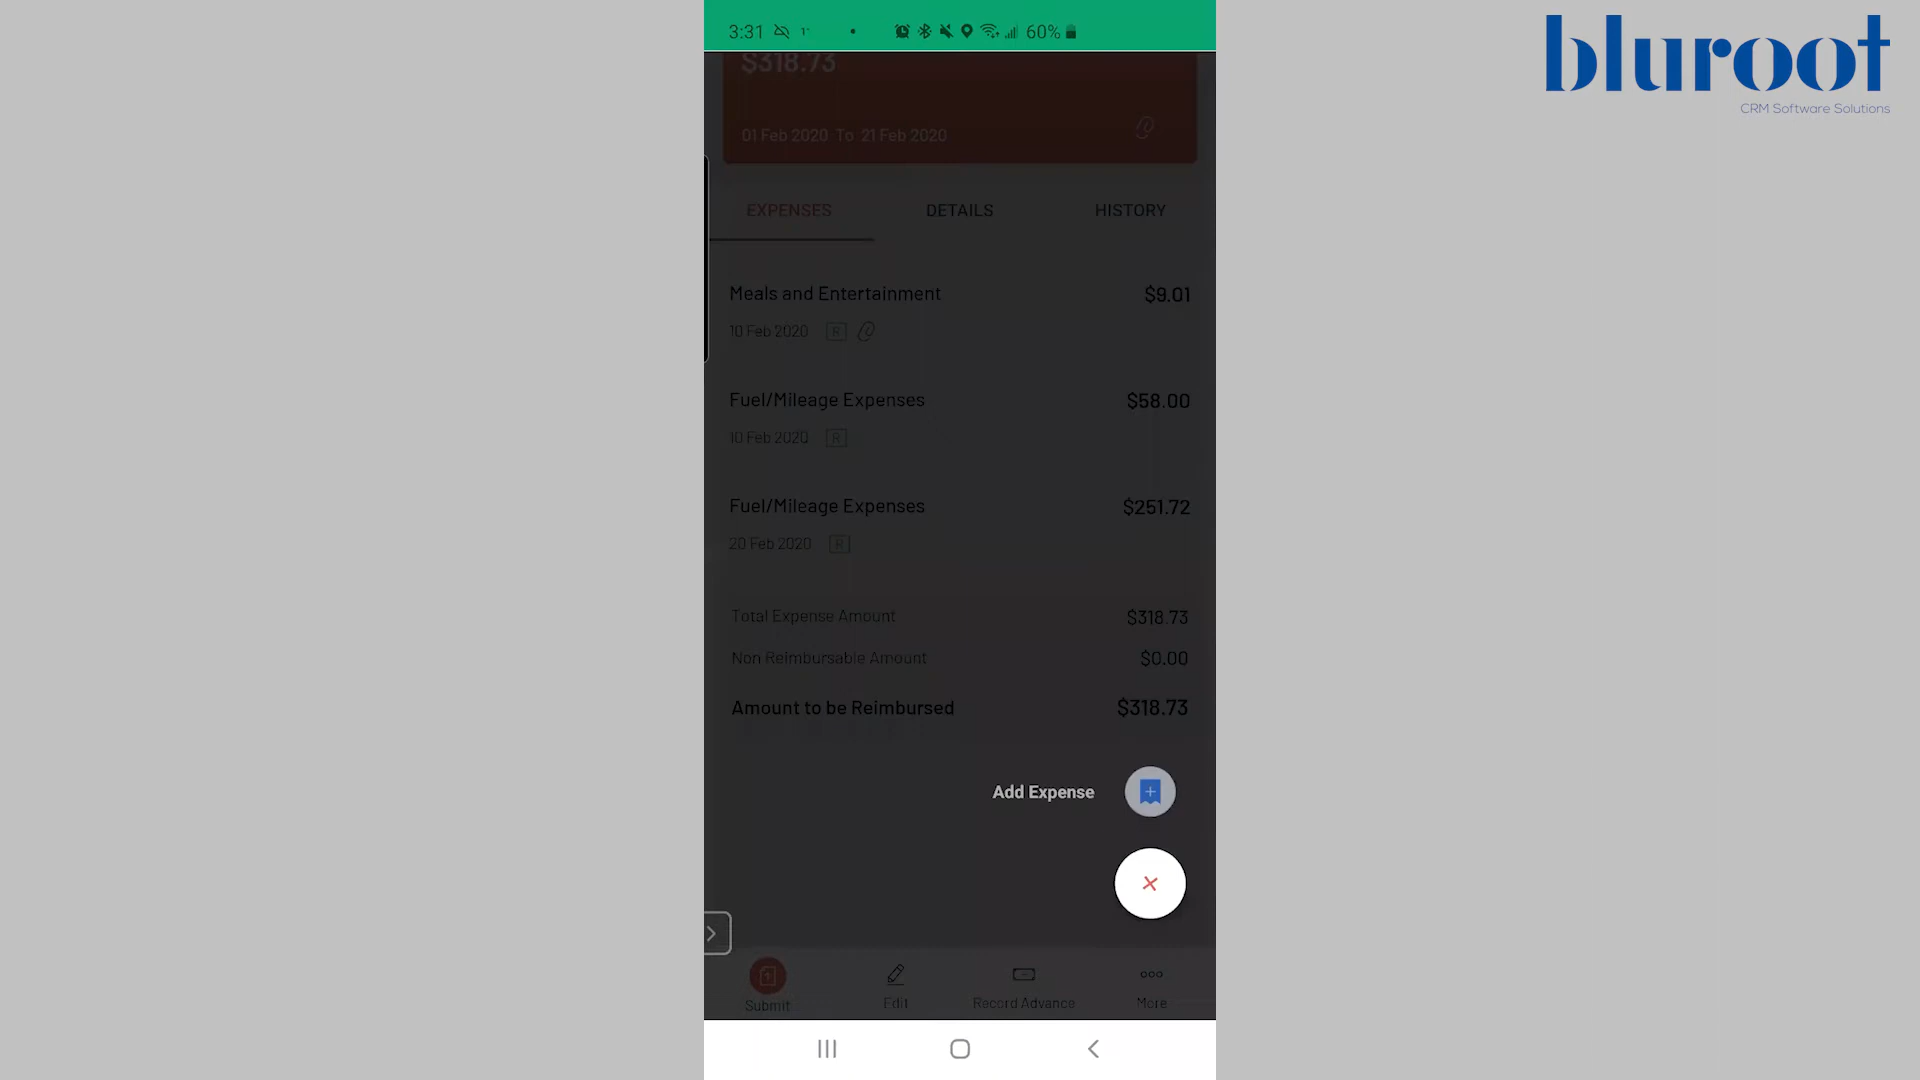 3:31 60%
bluroot
CRM Software Solutions
$318.73
01 Feb 2020 To 21 Feb 2020
EXPENSES DETAILS HISTORY
Meals and Entertainment $9.01
10 Feb 2020 R
Fuel/Mileage Expenses $58.00
10 Feb 2020 R
Fuel/Mileage Expenses $251.72
20 Feb 2020 R
Total Expense Amount $318.73
Non Reimbursable Amount $0.00
Amount to be Reimbursed $318.73
Add Expense
Submit Edit Record Advance More